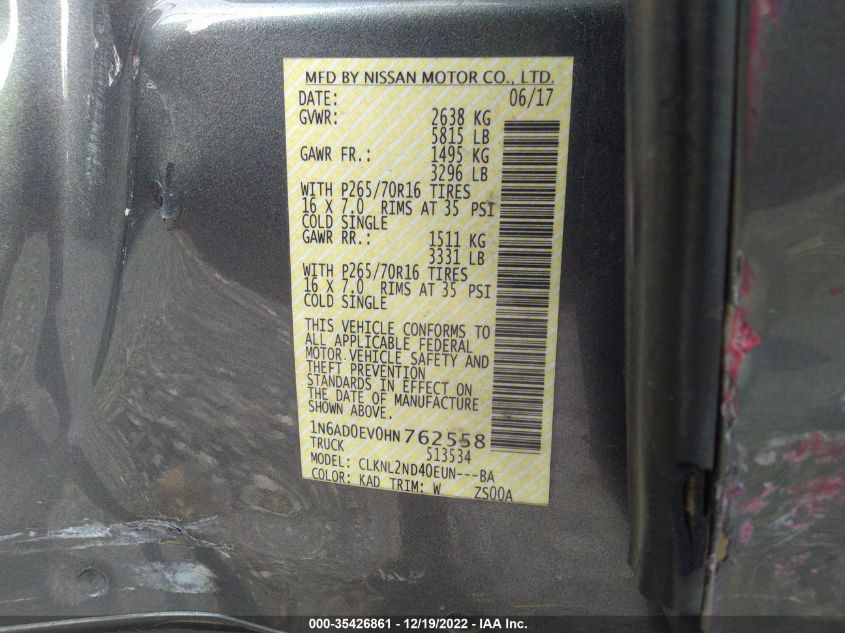 MFD BY NISSAN MOTOR CO., LTD.
DATE: 06/17
GVWR: 2638 KG
5815 LB
GAWR FR.: 1495 KG
3296 LB
WITH P265/70R16 TIRES
16 X 7.0 RIMS AT 35 PSI
COLD SINGLE
GAWR RR.: 1511 KG
3331 LB
WITH P265/70R16 TIRES
16 X 7.0 RIMS AT 35 PSI
COLD SINGLE
THIS VEHICLE CONFORMS TO
ALL APPLICABLE FEDERAL
MOTOR VEHICLE SAFETY AND
THEFT PREVENTION
STANDARDS IN EFFECT ON
THE DATE OF MANUFACTURE
SHOWN ABOVE.
1N6AD0EV0HN762558
TRUCK 513534
MODEL: CLKNL2ND40EUN---BA
COLOR: KAD TRIM: W ZS00A
000-35426861 - 12/19/2022 - IAA Inc.